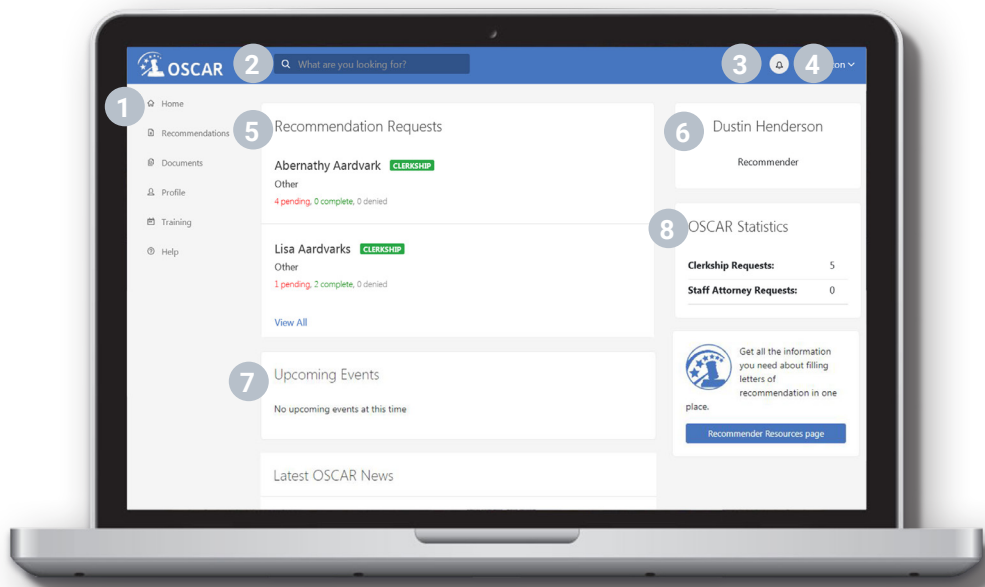 OSCAR
2
What are you looking for?
3
4
1
Home
Recommendations
Documents
Profile
Training
Help
5
Recommendation Requests
Abernathy Aardvark CLERKSHIP
Other
4 pending, 0 complete, 0 denied
Lisa Aardvarks CLERKSHIP
Other
1 pending, 2 complete, 0 denied
View All
7
Upcoming Events
No upcoming events at this time
Latest OSCAR News
6
Dustin Henderson
Recommender
8
OSCAR Statistics
Clerkship Requests: 5
Staff Attorney Requests: 0
Get all the information
you need about filling
letters of
recommendation in one
place.
Recommender Resources page